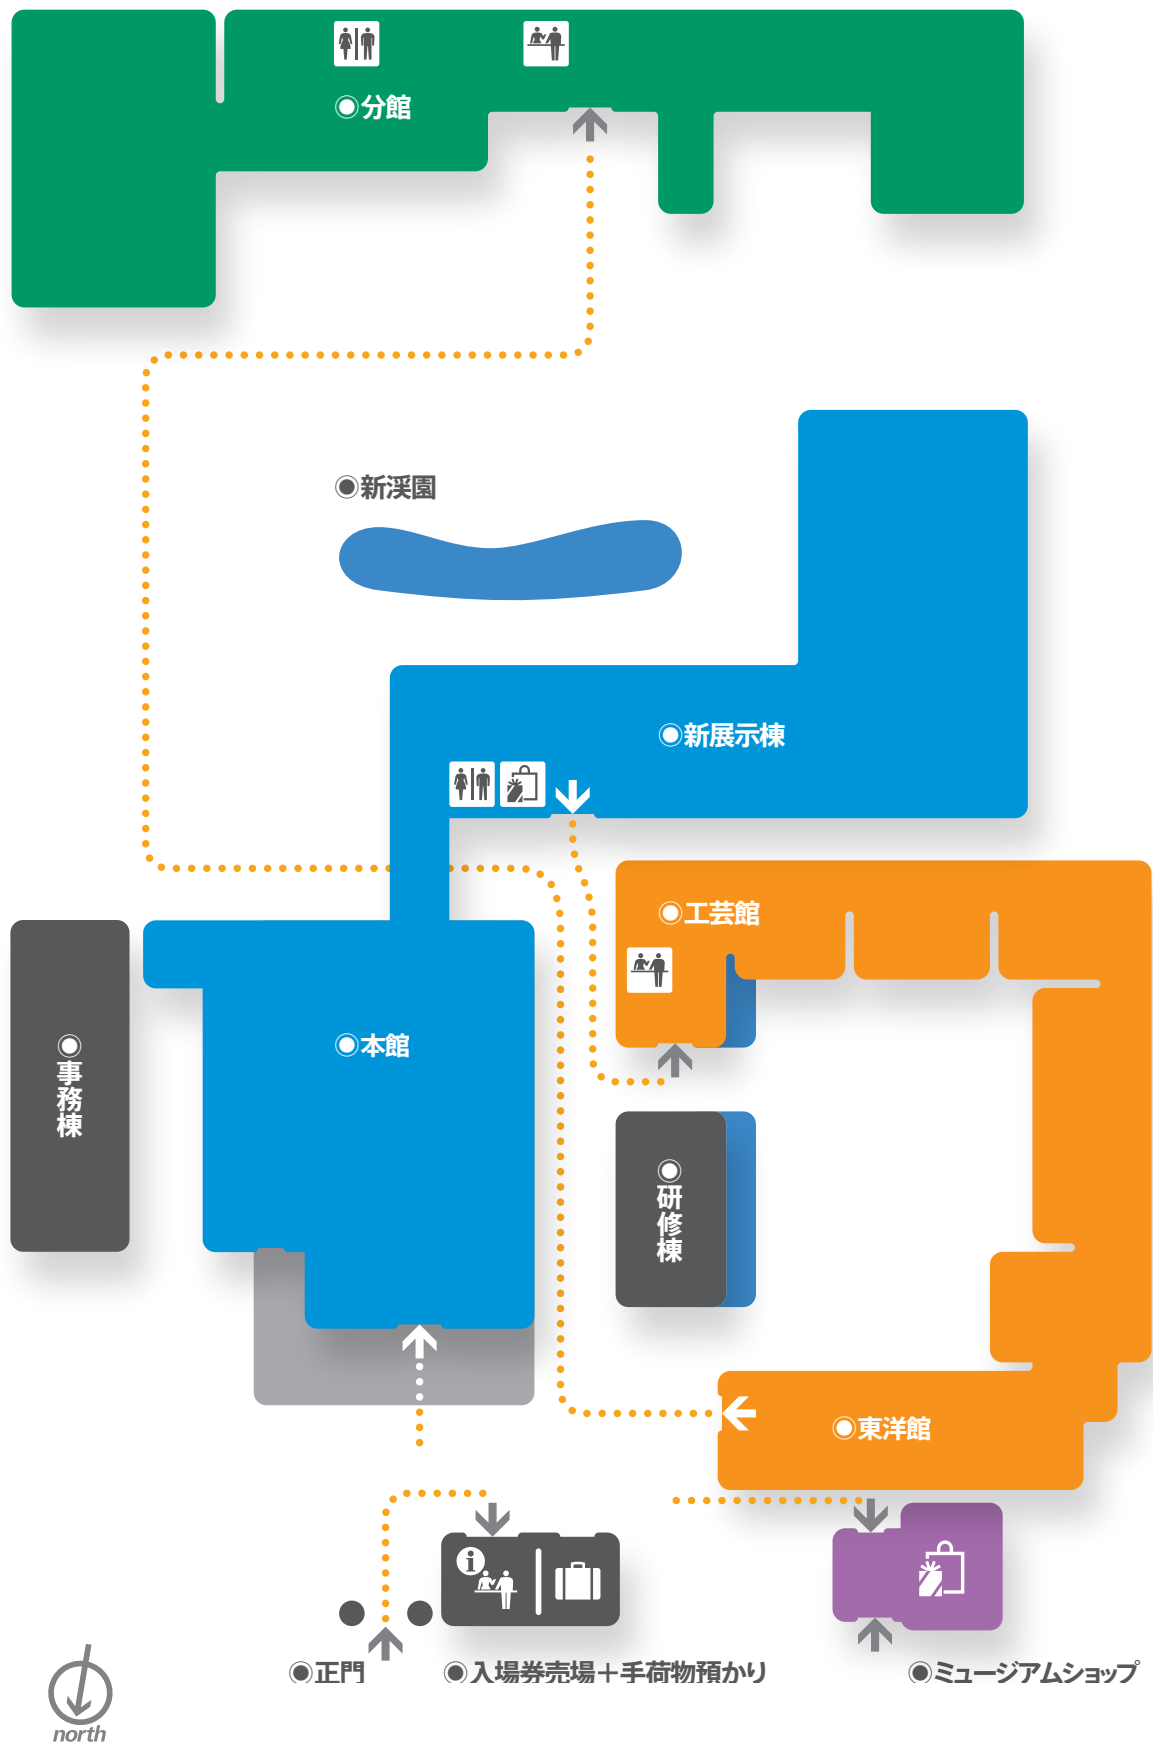 ◉分館
◉新渓園
◉新展示棟
◉工芸館
◉本館
◉事務棟
◉研修棟
◉東洋館
◉正門
◉入場券売場＋手荷物預かり
◉ミュージアムショップ
north